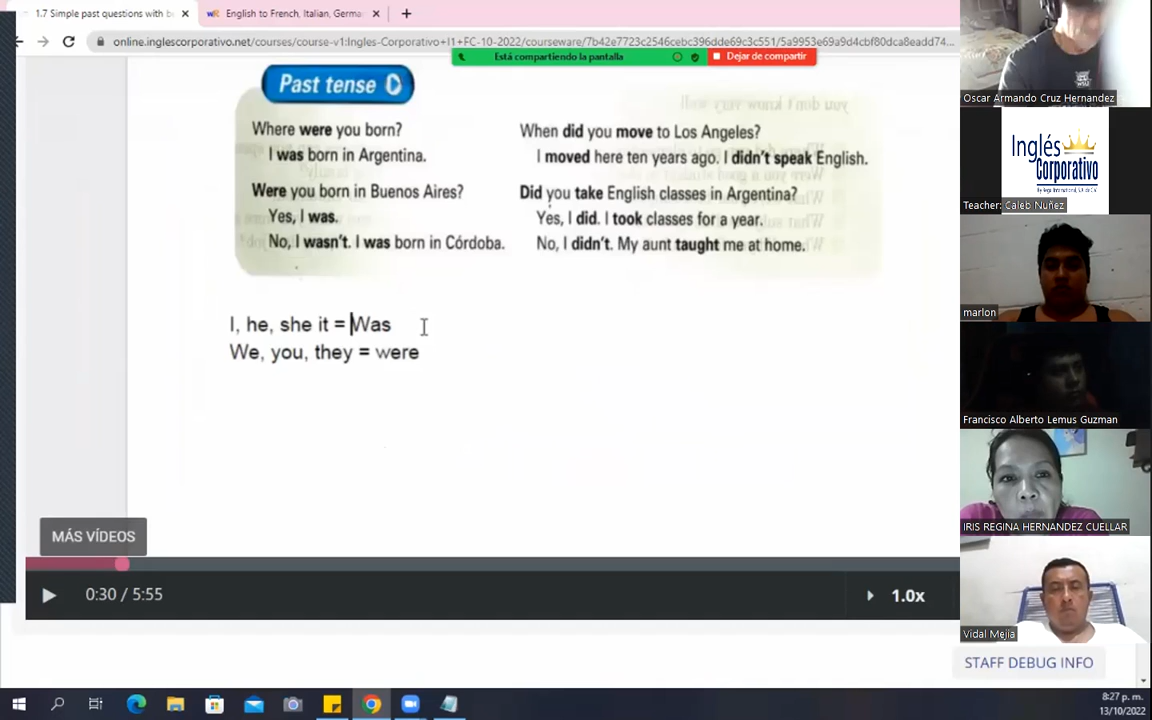 1.7 Simple past questions with b
English to French, Italian, Germa
online.inglescorporativo.net/courses/course-v1:Ingles-Corporativo+I1+FC-10-2022/courseware/7b42e7723c2546cebc396dde69c3c551/5a9953e69a9d4cbf80dca8eadd74...
Está compartiendo la pantalla
Dejar de compartir
Past tense
Where were you born?
I was born in Argentina.
Were you born in Buenos Aires?
Yes, I was.
No, I wasn't. I was born in Córdoba.
When did you move to Los Angeles?
I moved here ten years ago. I didn't speak English.
Did you take English classes in Argentina?
Yes, I did. I took classes for a year.
No, I didn't. My aunt taught me at home.
I, he, she it = Was
We, you, they = were
MÁS VÍDEOS
0:30 / 5:55
1.0x
Oscar Armando Cruz Hernandez
Inglés
Corporativo
Teacher: Caleb Nuñez
marlon
Francisco Alberto Lemus Guzman
IRIS REGINA HERNANDEZ CUELLAR
Vidal Mejía
STAFF DEBUG INFO
8:27 p. m.
13/10/2022